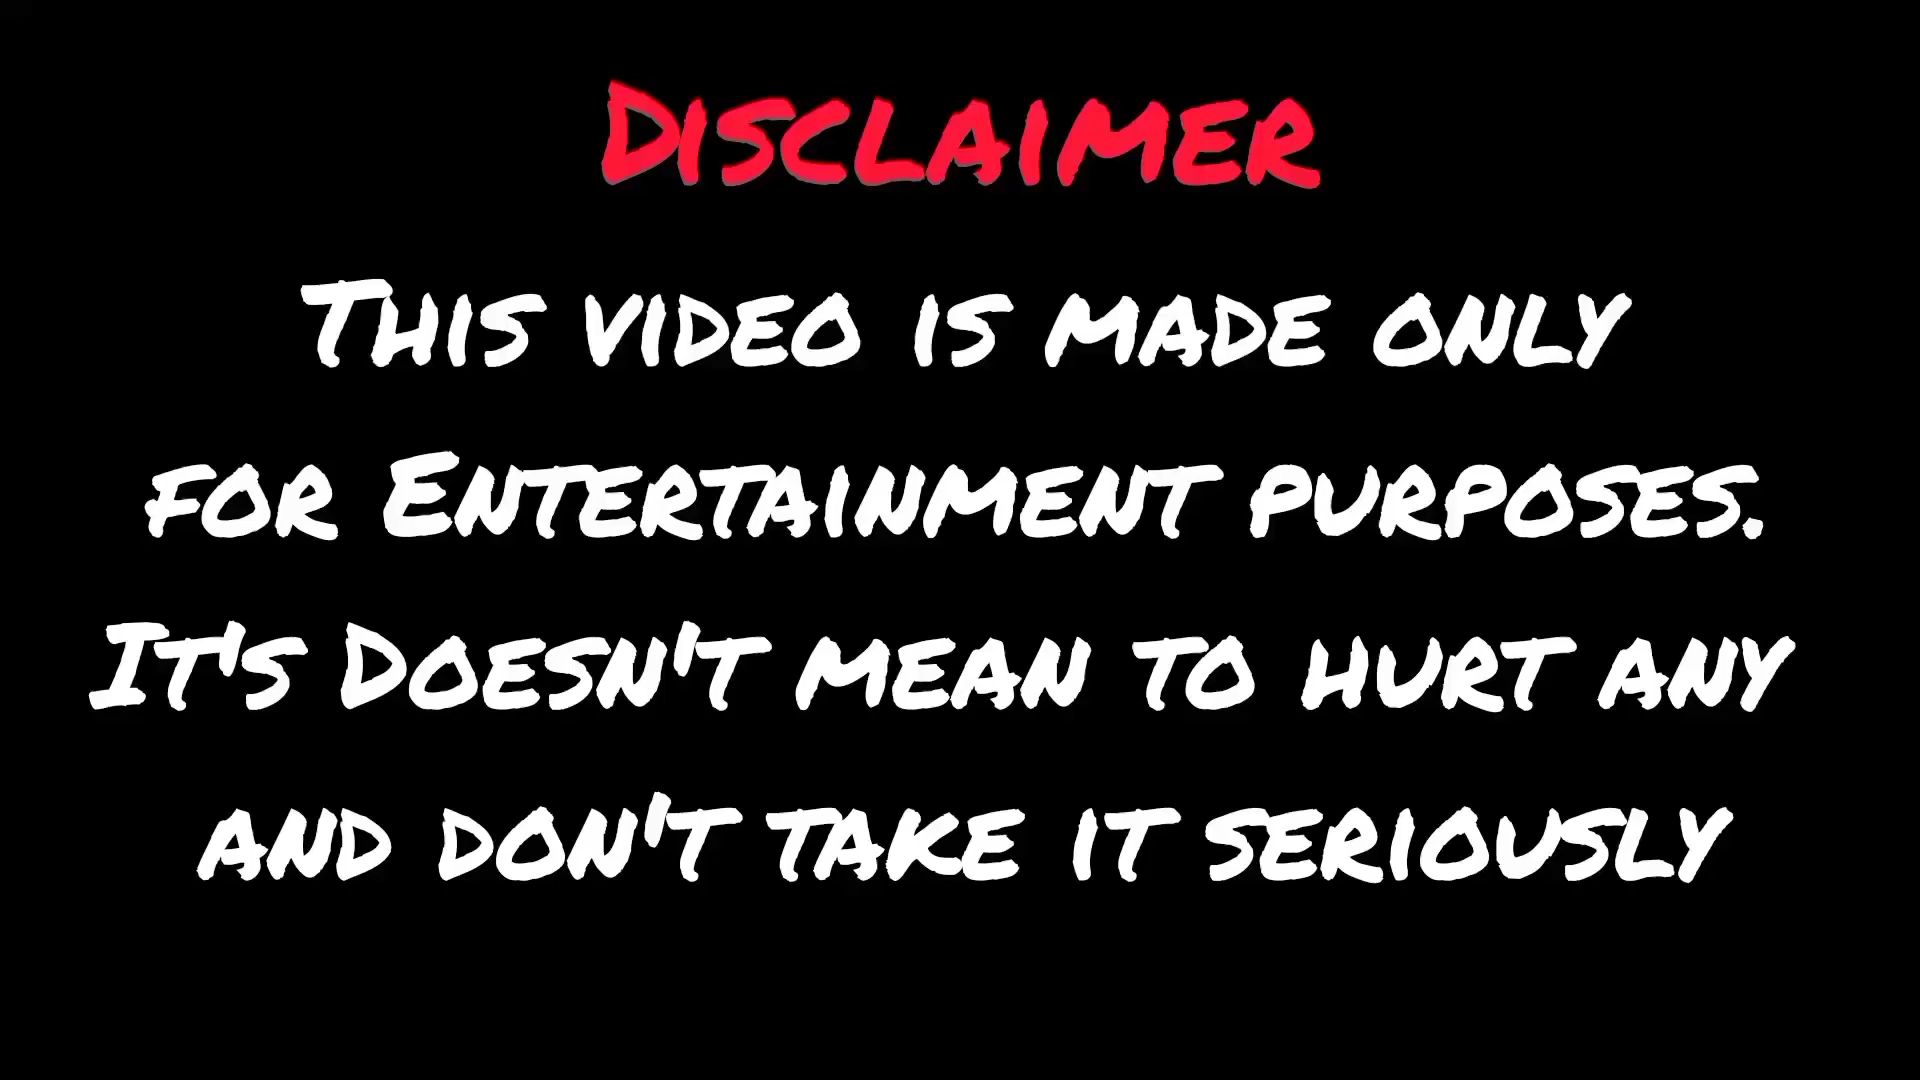 Disclaimer
This video is made only
for Entertainment purposes.
It's Doesn't mean to hurt any
and don't take it seriously